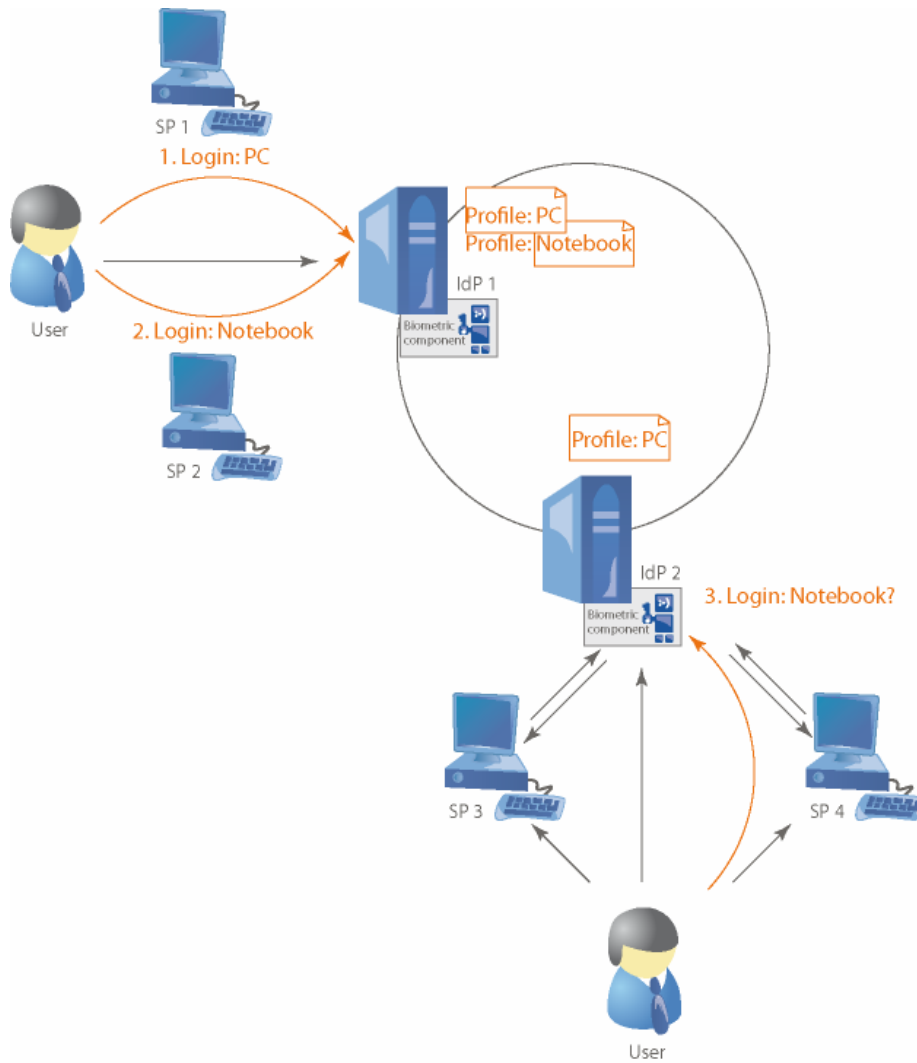 SP 1
1. Login: PC
User
2. Login: Notebook
SP 2
Profile: PC
Profile: Notebook
IdP 1
Biometric
component
Profile: PC
IdP 2
Biometric
component
3. Login: Notebook?
SP 3
SP 4
User